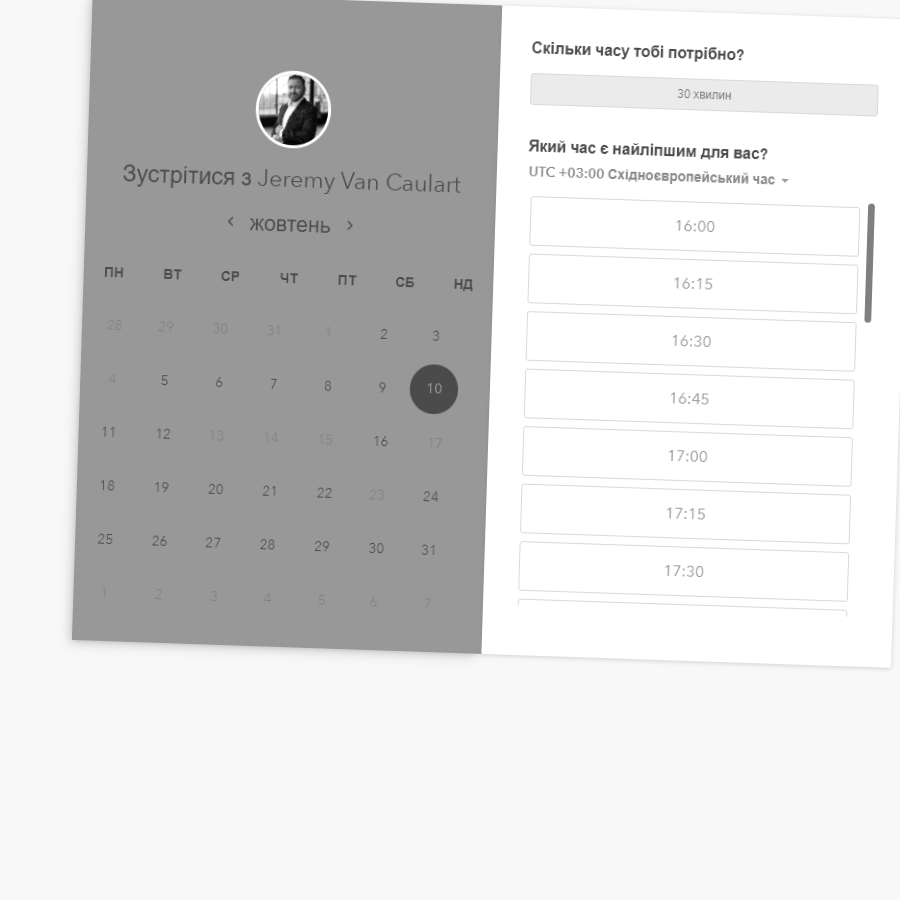 Зустрітися з Jeremy Van Caulart
жовтень
ПН ВТ СР ЧТ ПТ СБ НД
28 29 30 31 1 2 3
4 5 6 7 8 9 10
11 12 13 14 15 16 17
18 19 20 21 22 23 24
25 26 27 28 29 30 31
1 2 3 4 5 6 7
Скільки часу тобі потрібно?
30 хвилин
Який час є найліпшим для вас?
UTC +03:00 Східноєвропейський час
16:00
16:15
16:30
16:45
17:00
17:15
17:30